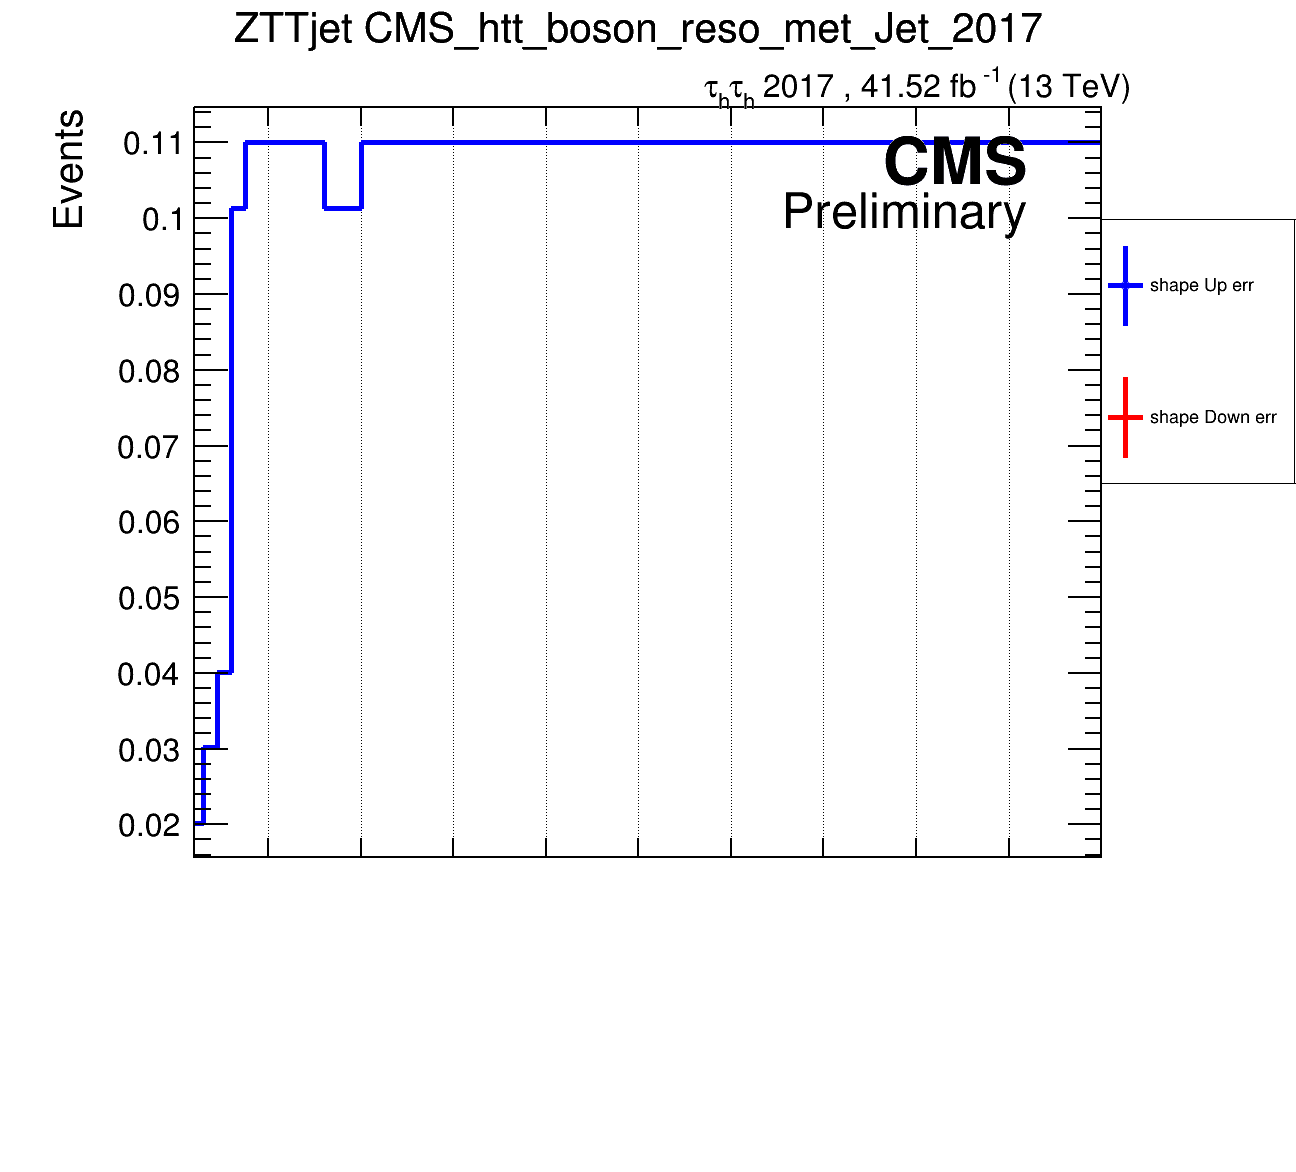 ZTTjet CMS_htt_boson_reso_met_Jet_2017
τhτh 2017 , 41.52 fb -1 (13 TeV)
Events
CMS
Preliminary
0.11
0.1
0.09
0.08
0.07
0.06
0.05
0.04
0.03
0.02
shape Up err
shape Down err